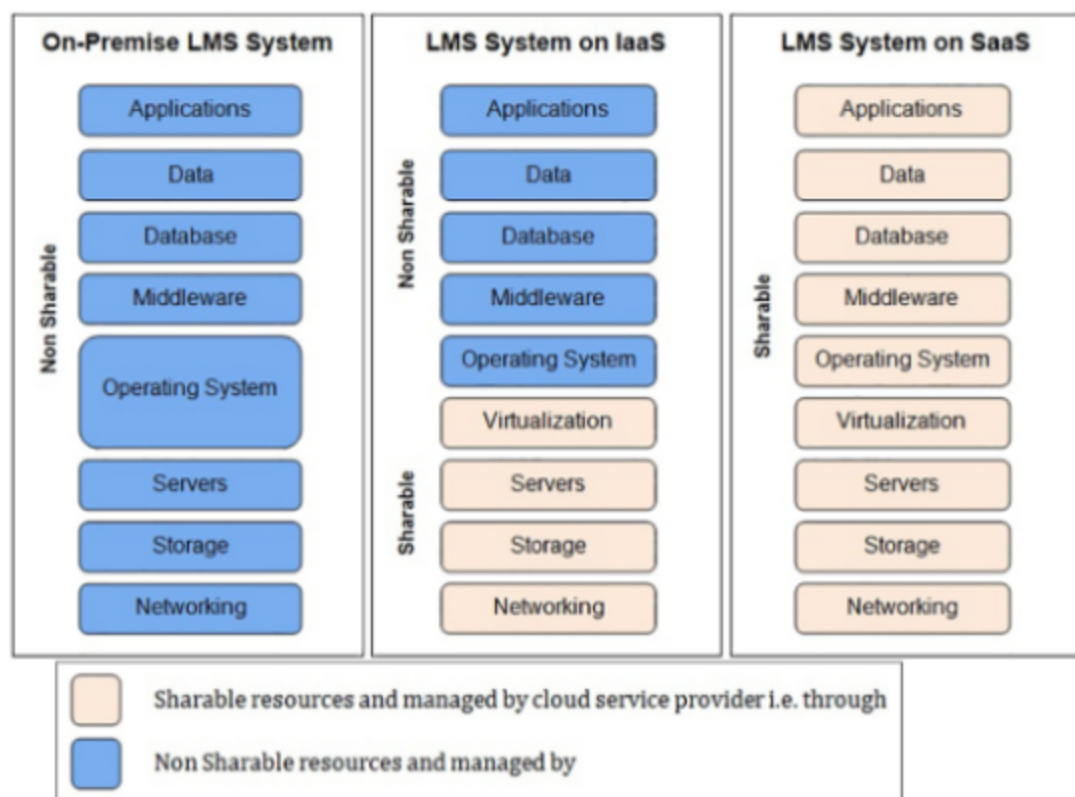 On-Premise LMS System
Non Sharable
Applications
Data
Database
Middleware
Operating System
Servers
Storage
Networking
LMS System on IaaS
Non Sharable
Sharable
Applications
Data
Database
Middleware
Operating System
Virtualization
Servers
Storage
Networking
LMS System on SaaS
Sharable
Applications
Data
Database
Middleware
Operating System
Virtualization
Servers
Storage
Networking
Sharable resources and managed by cloud service provider i.e. through
Non Sharable resources and managed by